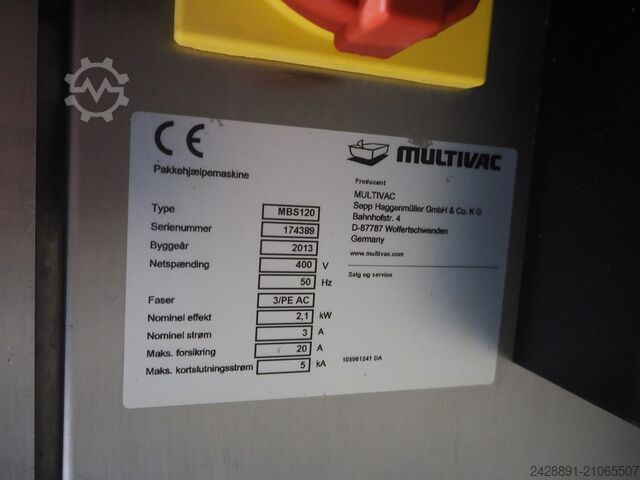 CE
MULTIVAC
Pakkehjælpemaskine
Type MBS120
Serienummer 174389
Byggeår 2013
Netspænding 400 V
50 Hz
Faser 3/PE AC
Nominel effekt 2,1 kW
Nominel strøm 3 A
Maks. forsikring 20 A
Maks. kortslutningsstrøm 5 kA
Producent
MULTIVAC
Sepp Haggenmüller GmbH & Co. K G
Bahnhofstr. 4
D-87787 Wolfertschwenden
Germany
www.multivac.com
Salg og service
105961241 DA
2428891-21065507